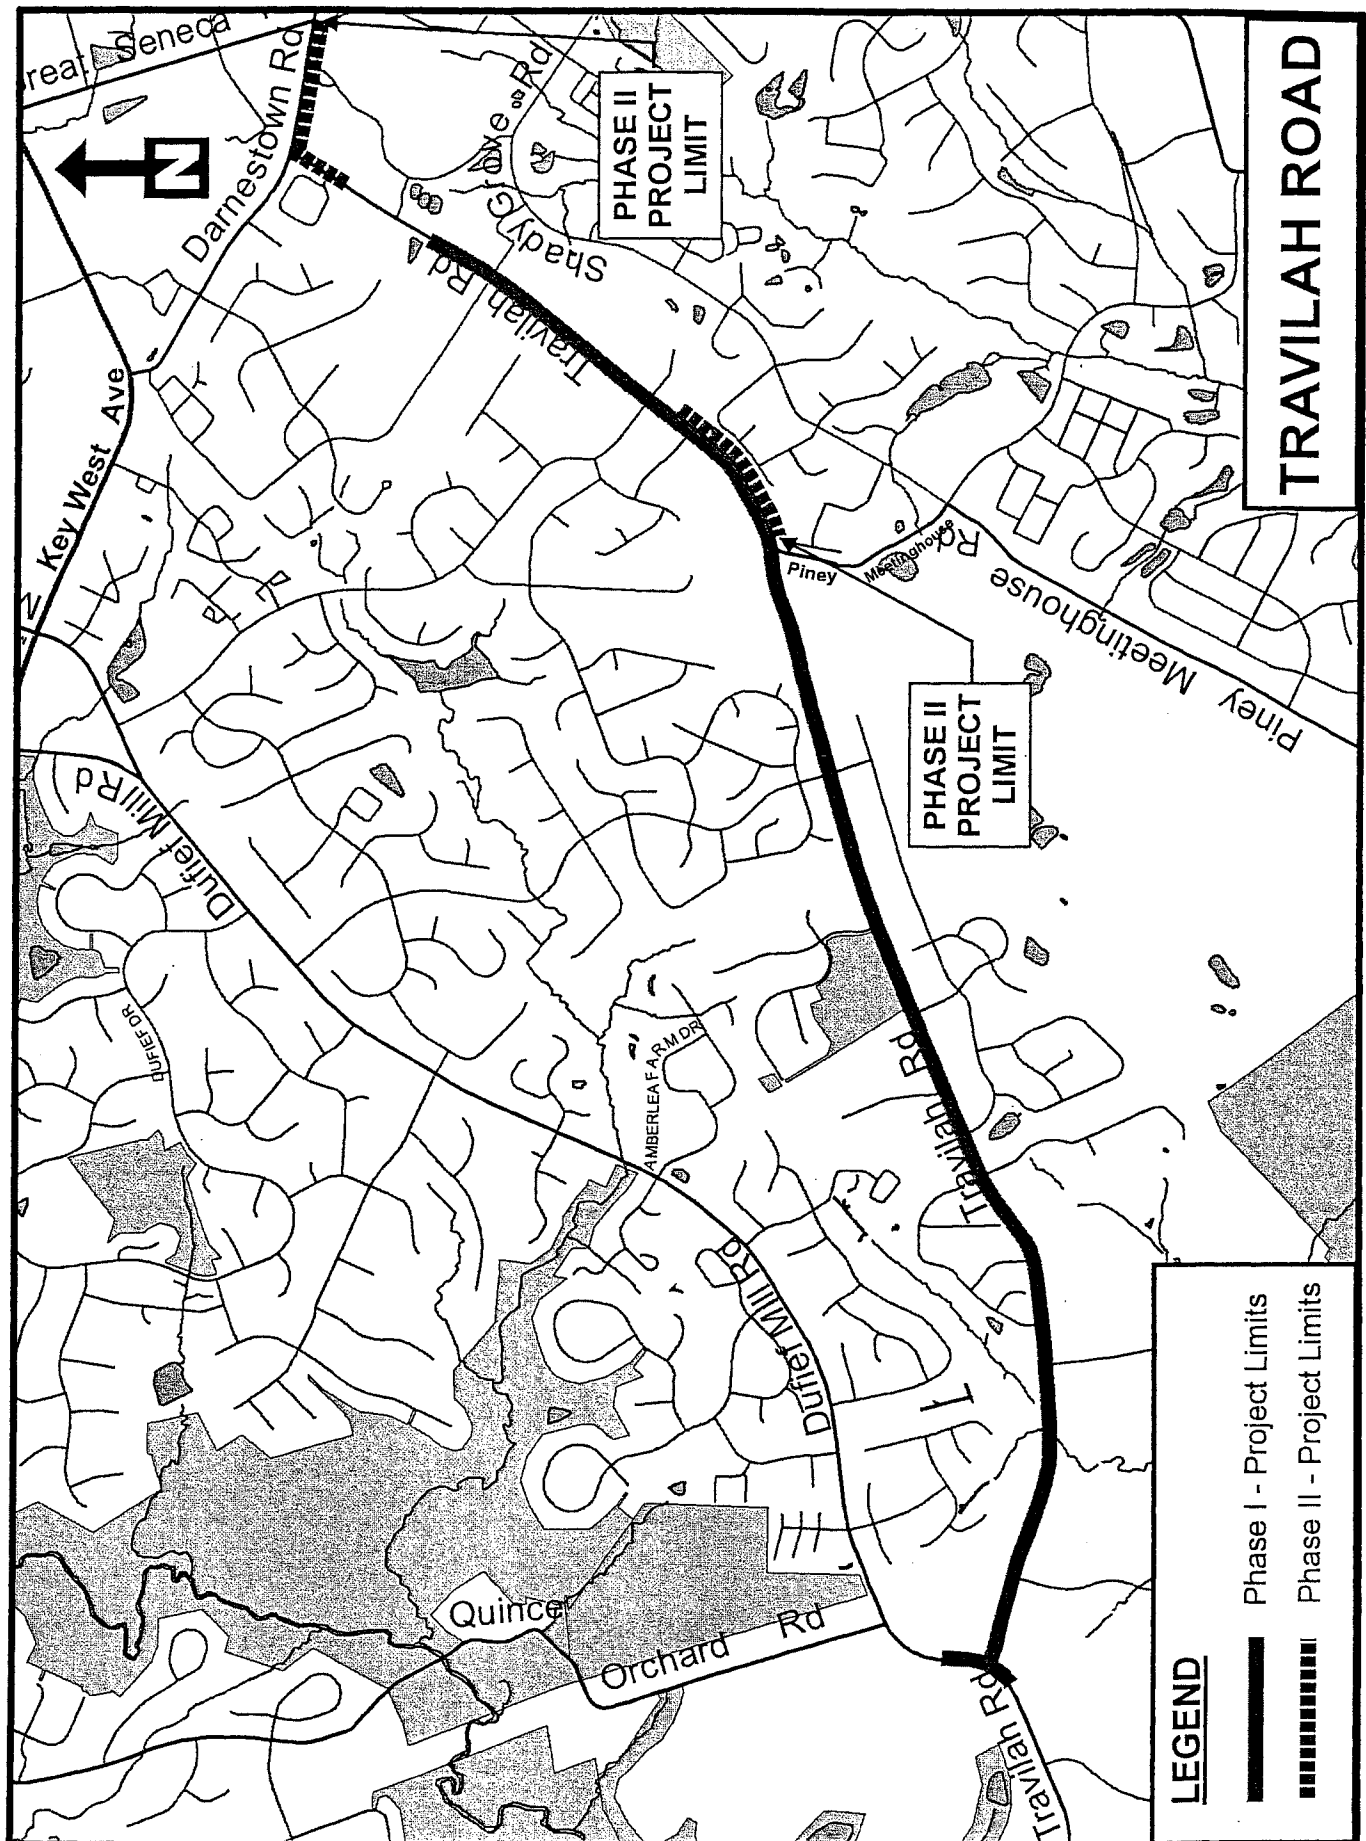 TRAVILAH ROAD
Great Seneca
Darnestown Rd
N
Key West Ave
Shady Grove Rd
PHASE II
PROJECT
LIMIT
Travilah Rd
Dufief Mill Rd
DUFIEF DR
Piney
Meetinghouse
Piney Meetinghouse Rd
PHASE II
PROJECT
LIMIT
AMBERLEAF FARM DR
Travilah Rd
Dufief Mill Rd
Quince
Orchard Rd
Travilah Rd
LEGEND
Phase I - Project Limits
Phase II - Project Limits